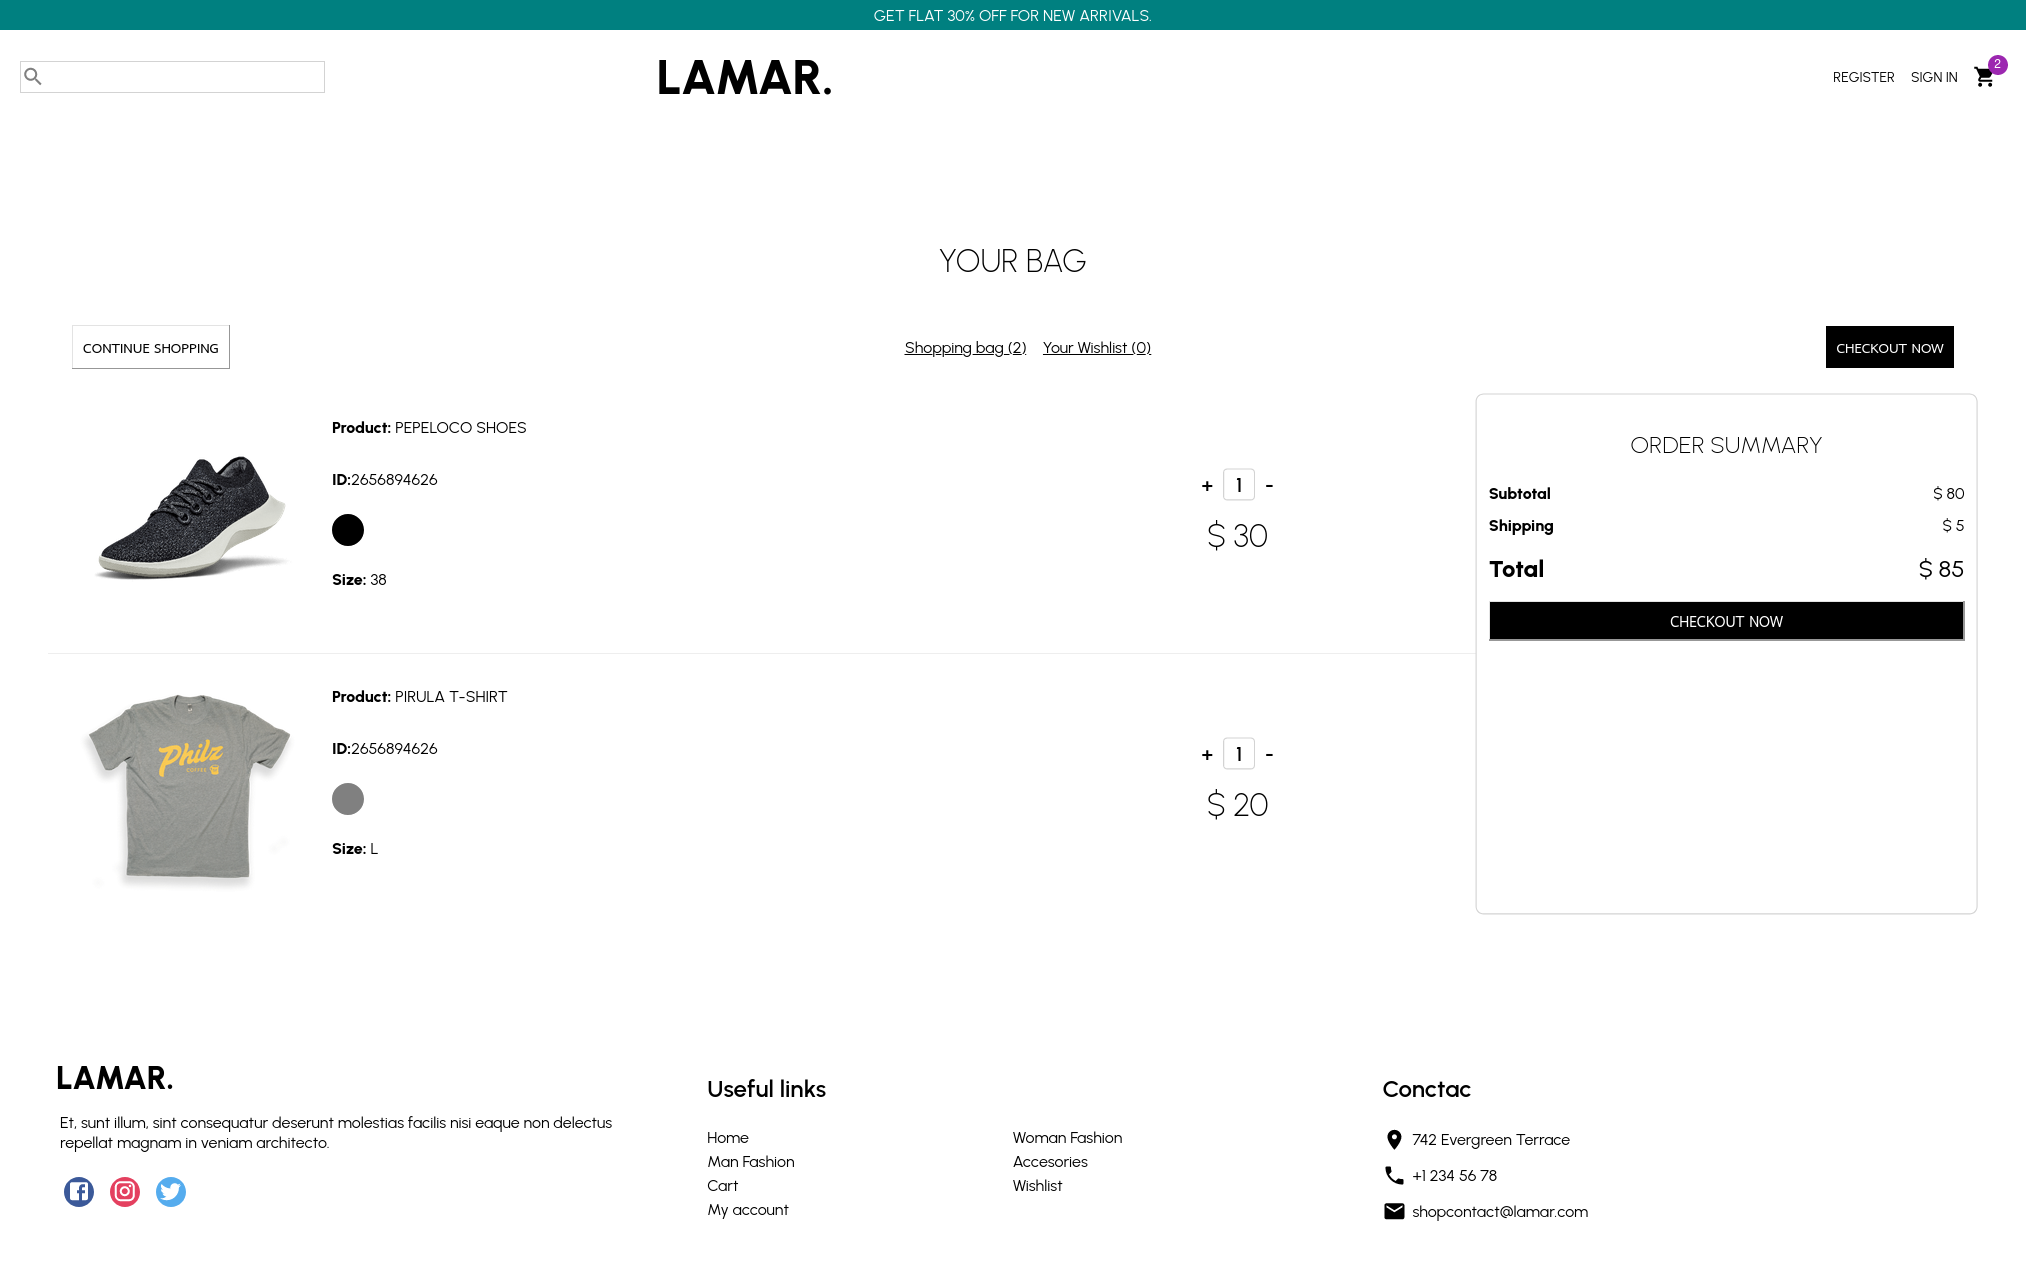 GET FLAT 30% OFF FOR NEW ARRIVALS.
LAMAR.
REGISTER
SIGN IN
2
YOUR BAG
CONTINUE SHOPPING
Shopping bag (2)
Your Wishlist (0)
CHECKOUT NOW
Product: PEPELOCO SHOES
ID:2656894626
Size: 38
+ 1 -
$ 30
Product: PIRULA T-SHIRT
ID:2656894626
Size: L
Philz
COFFEE
+ 1 -
$ 20
ORDER SUMMARY
Subtotal $ 80
Shipping $ 5
Total $ 85
CHECKOUT NOW
LAMAR.
Et, sunt illum, sint consequatur deserunt molestias facilis nisi eaque non delectus
repellat magnam in veniam architecto.
Useful links
Home
Man Fashion
Cart
My account
Woman Fashion
Accesories
Wishlist
Conctac
742 Evergreen Terrace
+1 234 56 78
shopcontact@lamar.com